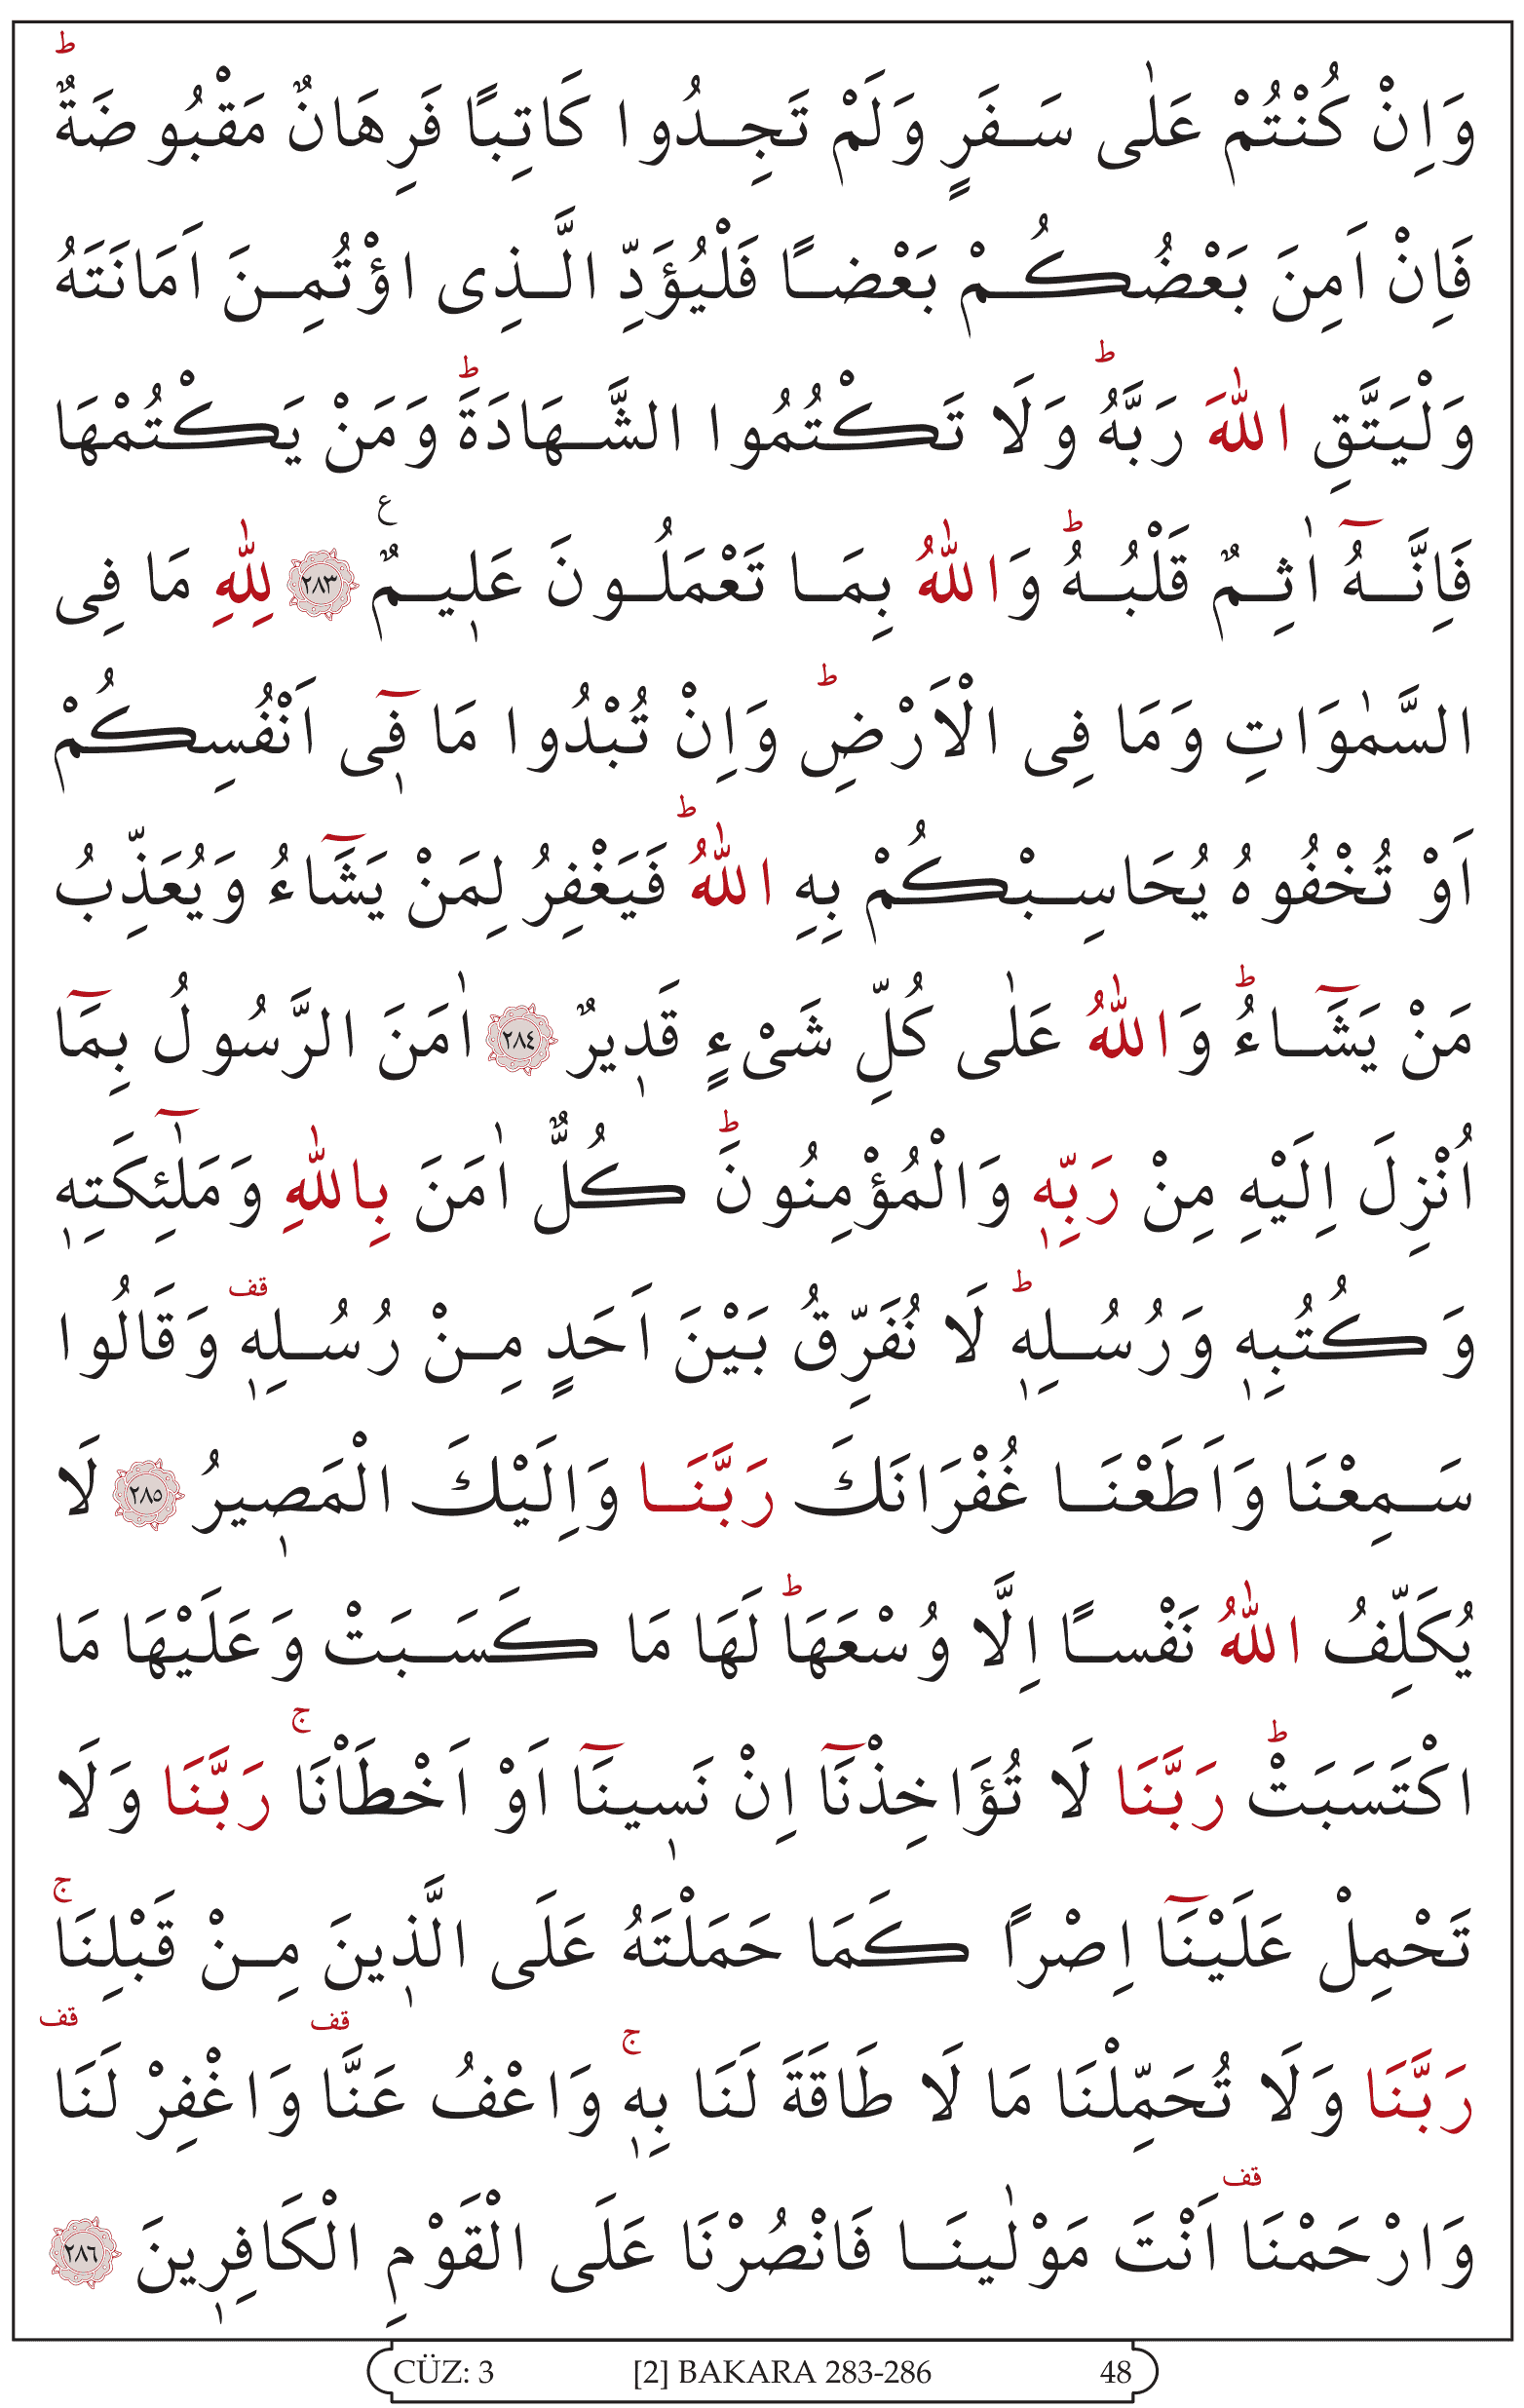 وَاِنْ كُنْتُمْ عَلٰى سَفَرٍ وَلَمْ تَجِدُوا كَاتِبًا فَرِهَانٌ مَقْبُوضَةٌ ؕ
فَاِنْ اَمِنَ بَعْضُكُمْ بَعْضًا فَلْيُؤَدِّ الَّذِى اؤْتُمِنَ اَمَانَتَهُ
وَلْيَتَّقِ اللّٰهَ رَبَّهُ ؕ وَلَا تَكْتُمُوا الشَّهَادَةَ ؕ وَمَنْ يَكْتُمْهَا
فَاِنَّهُٓ اٰثِمٌ قَلْبُهُ ؕ وَاللّٰهُ بِمَا تَعْمَلُونَ عَلٖيمٌ ع ﴿٢٨٣﴾ لِلّٰهِ مَا فِى
السَّمٰوَاتِ وَمَا فِى الْاَرْضِ ؕ وَاِنْ تُبْدُوا مَا فٖٓى اَنْفُسِكُمْ
اَوْ تُخْفُوهُ يُحَاسِبْكُمْ بِهِ اللّٰهُ ؕ فَيَغْفِرُ لِمَنْ يَشَٓاءُ وَيُعَذِّبُ
مَنْ يَشَٓاءُ ؕ وَاللّٰهُ عَلٰى كُلِّ شَىْءٍ قَدٖيرٌ ﴿٢٨٤﴾ اٰمَنَ الرَّسُولُ بِمَٓا
اُنْزِلَ اِلَيْهِ مِنْ رَبِّهٖ وَالْمُؤْمِنُونَ ؕ كُلٌّ اٰمَنَ بِاللّٰهِ وَمَلٰٓئِكَتِهٖ
وَكُتُبِهٖ وَرُسُلِهٖ ؕ لَا نُفَرِّقُ بَيْنَ اَحَدٍ مِنْ رُسُلِهٖ قف وَقَالُوا
سَمِعْنَا وَاَطَعْنَا غُفْرَانَكَ رَبَّنَا وَاِلَيْكَ الْمَصٖيرُ ﴿٢٨٥﴾ لَا
يُكَلِّفُ اللّٰهُ نَفْسًا اِلَّا وُسْعَهَا ؕ لَهَا مَا كَسَبَتْ وَعَلَيْهَا مَا
اكْتَسَبَتْ ؕ رَبَّنَا لَا تُؤَاخِذْنَٓا اِنْ نَسٖينَٓا اَوْ اَخْطَاْنَا ۚ رَبَّنَا وَلَا
تَحْمِلْ عَلَيْنَٓا اِصْرًا كَمَا حَمَلْتَهُ عَلَى الَّذٖينَ مِنْ قَبْلِنَا ۚ
رَبَّنَا وَلَا تُحَمِّلْنَا مَا لَا طَاقَةَ لَنَا بِهٖ ۚ وَاعْفُ عَنَّا قف وَاغْفِرْ لَنَا قف
وَارْحَمْنَا قف اَنْتَ مَوْلٰينَا فَانْصُرْنَا عَلَى الْقَوْمِ الْكَافِرٖينَ ﴿٢٨٦﴾
CÜZ: 3 [2] BAKARA 283-286 48